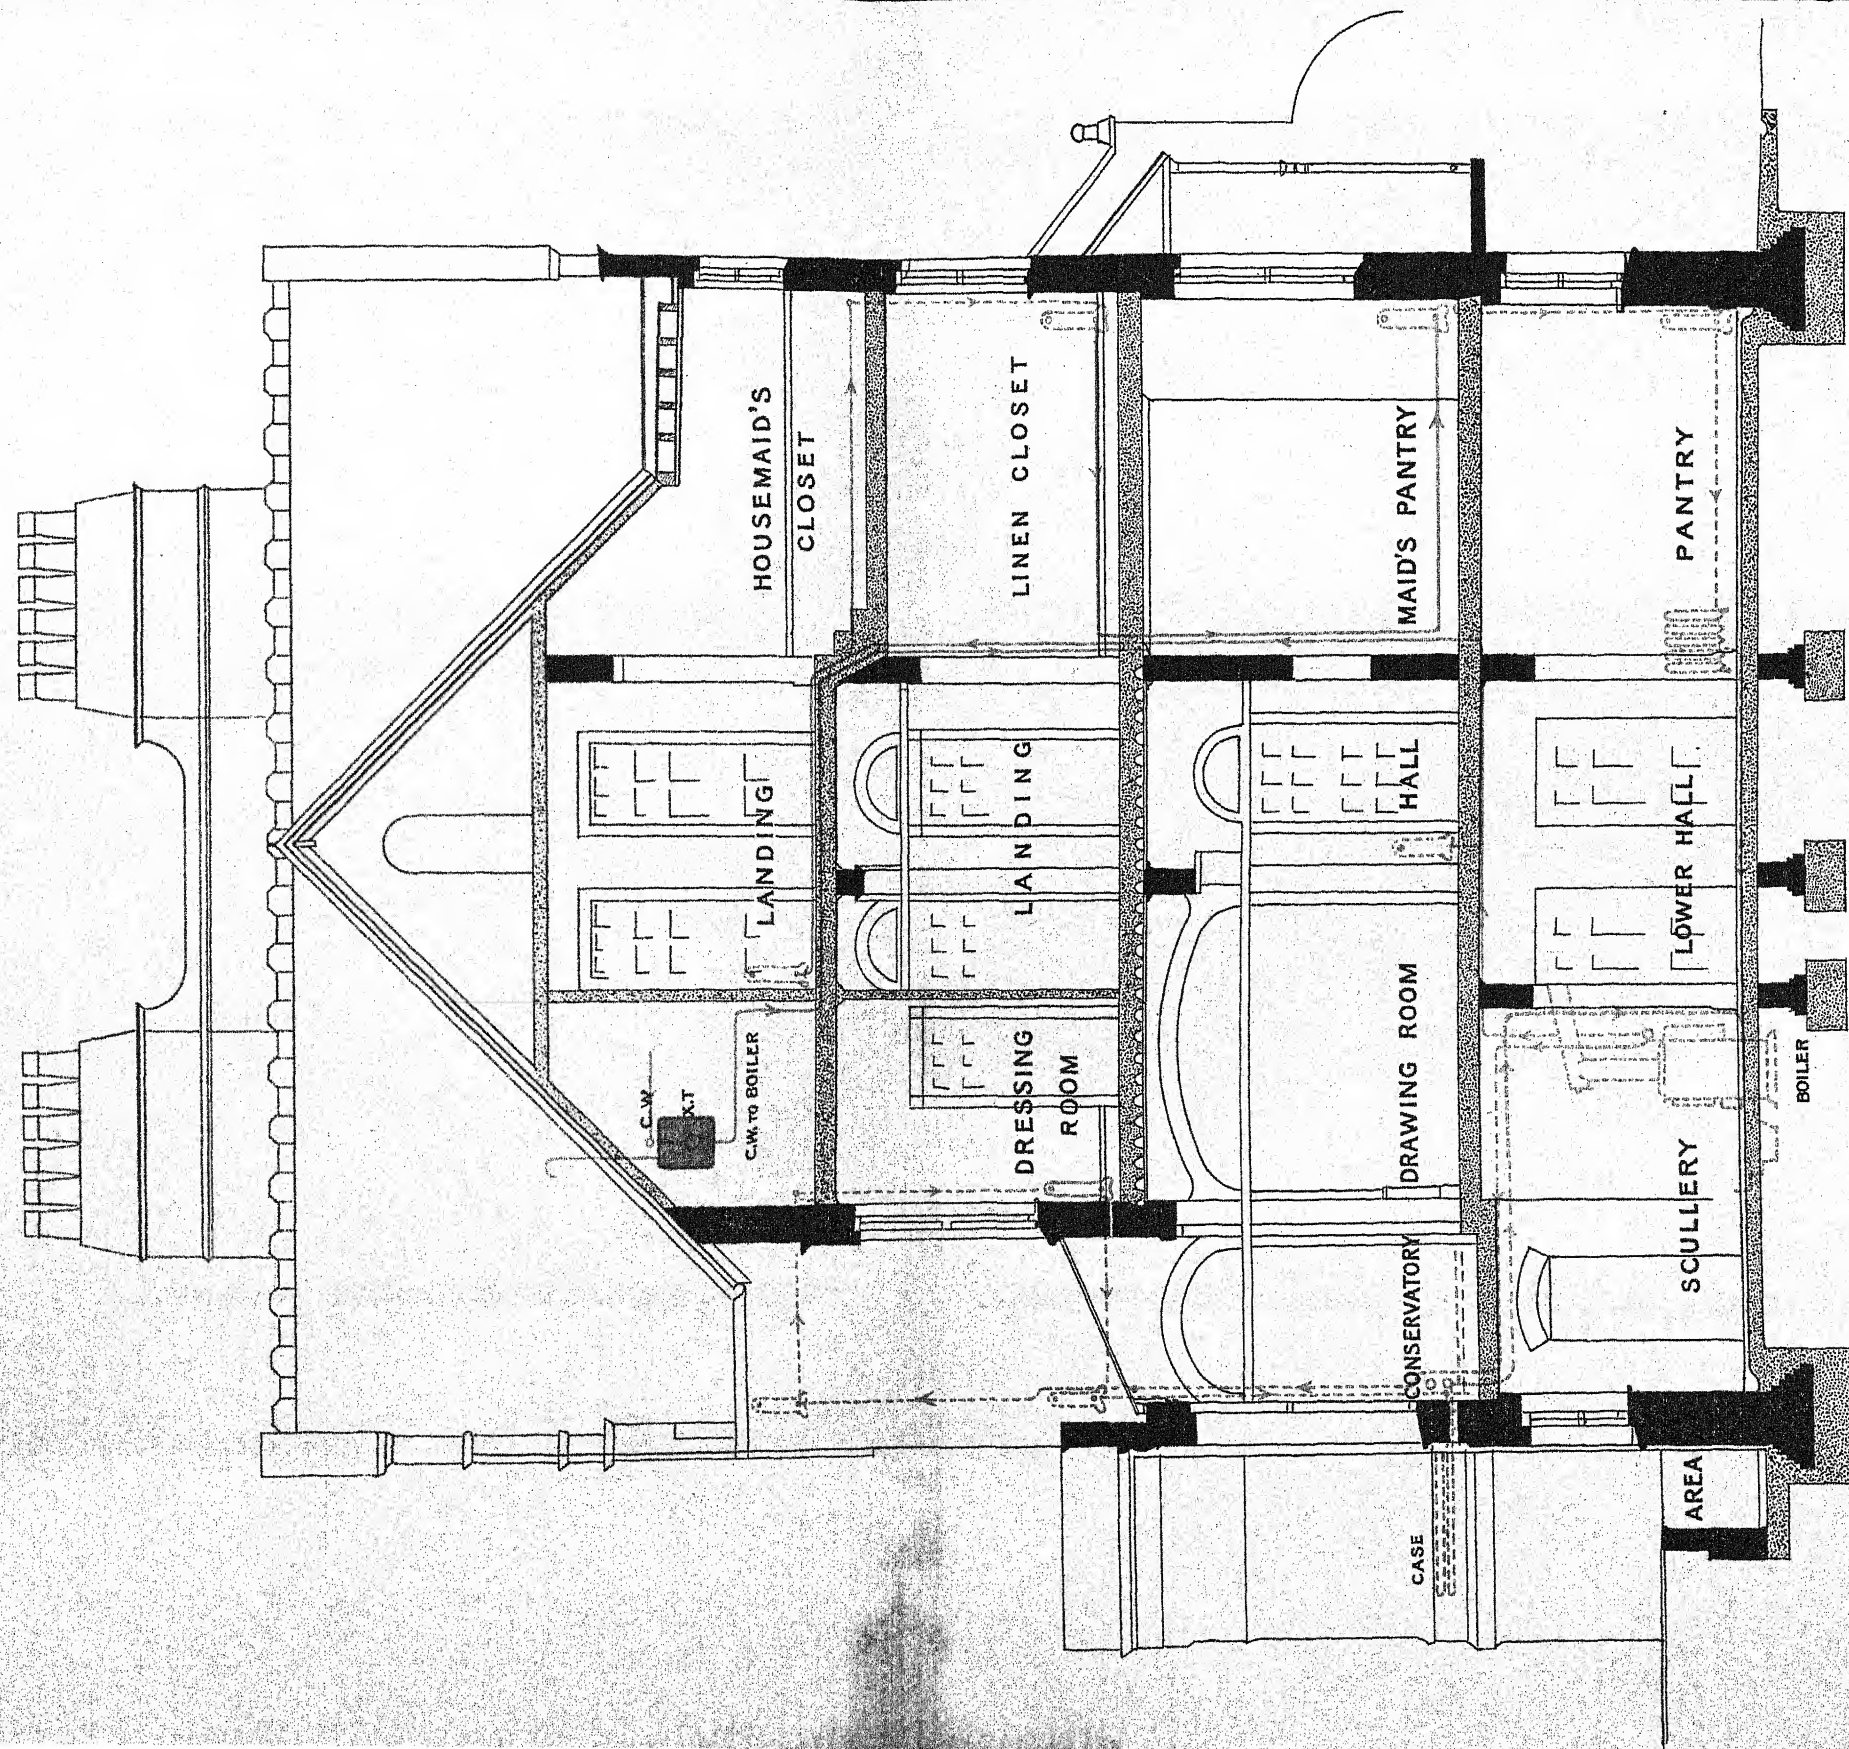 HOUSEMAID'S
CLOSET
LANDING
C.W
X.T
C.W. TO BOILER
LINEN CLOSET
LANDING
DRESSING
ROOM
MAID'S PANTRY
HALL
DRAWING ROOM
CONSERVATORY
CASE
PANTRY
LOWER HALL
SCULLERY
AREA
BOILER